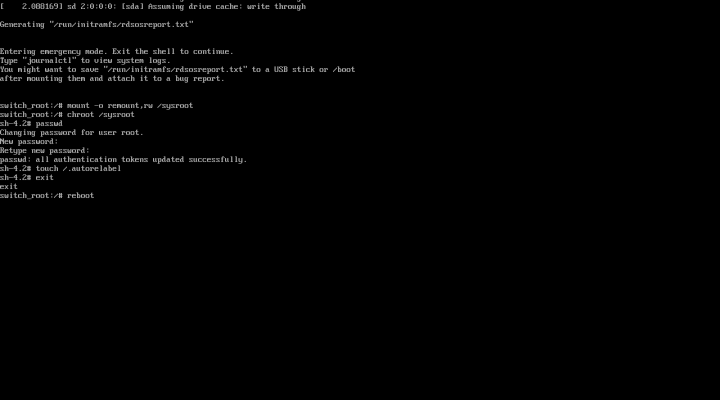 [    2.088169] sd 2:0:0:0: [sda] Assuming drive cache: write through
Generating "/run/initramfs/rdsosreport.txt"
Entering emergency mode. Exit the shell to continue.
Type "journalctl" to view system logs.
You might want to save "/run/initramfs/rdsosreport.txt" to a USB stick or /boot
after mounting them and attach it to a bug report.
switch_root:/# mount -o remount,rw /sysroot
switch_root:/# chroot /sysroot
sh-4.2# passwd
Changing password for user root.
New password:
Retype new password:
passwd: all authentication tokens updated successfully.
sh-4.2# touch /.autorelabel
sh-4.2# exit
exit
switch_root:/# reboot